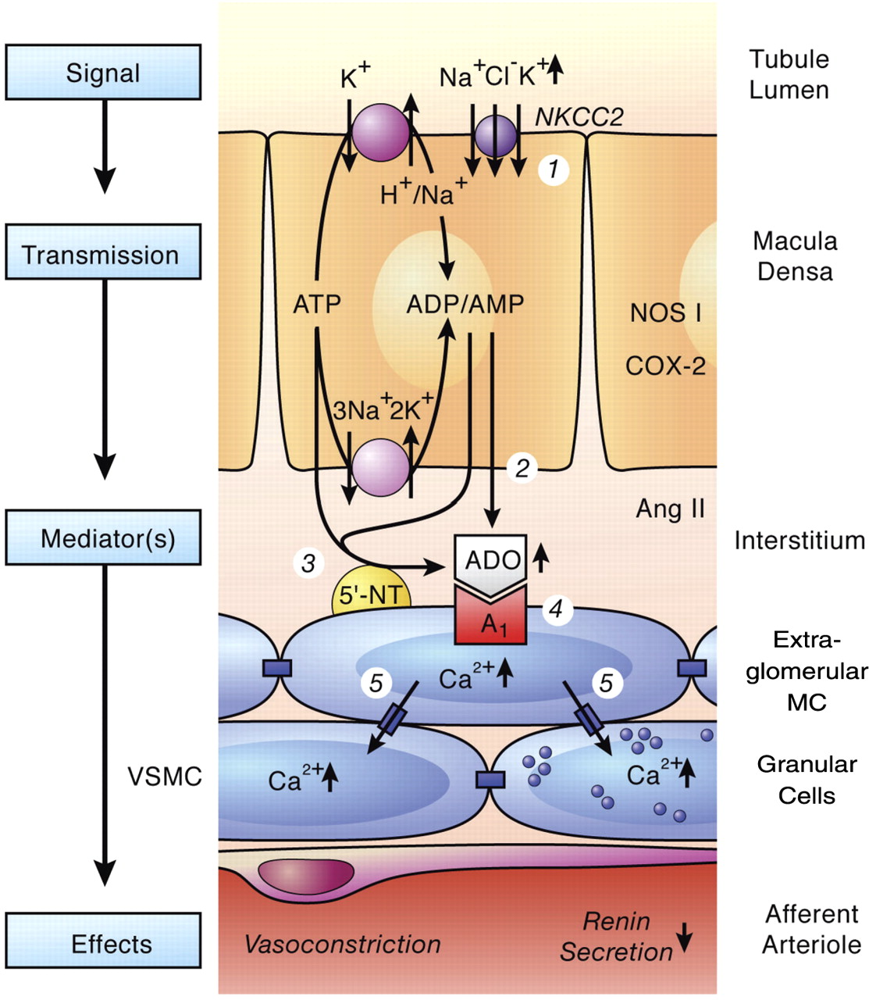 Signal
Transmission
Mediator(s)
Effects
K+
Na+Cl-K+
NKCC2
1
H+/Na+
ATP
ADP/AMP
NOS I
COX-2
3Na+2K+
2
Ang II
3
ADO
5'-NT
4
A1
Ca2+
5
5
VSMC
Ca2+
Ca2+
Vasoconstriction
Renin
Secretion
Tubule
Lumen
Macula
Densa
Interstitium
Extra-
glomerular
MC
Granular
Cells
Afferent
Arteriole